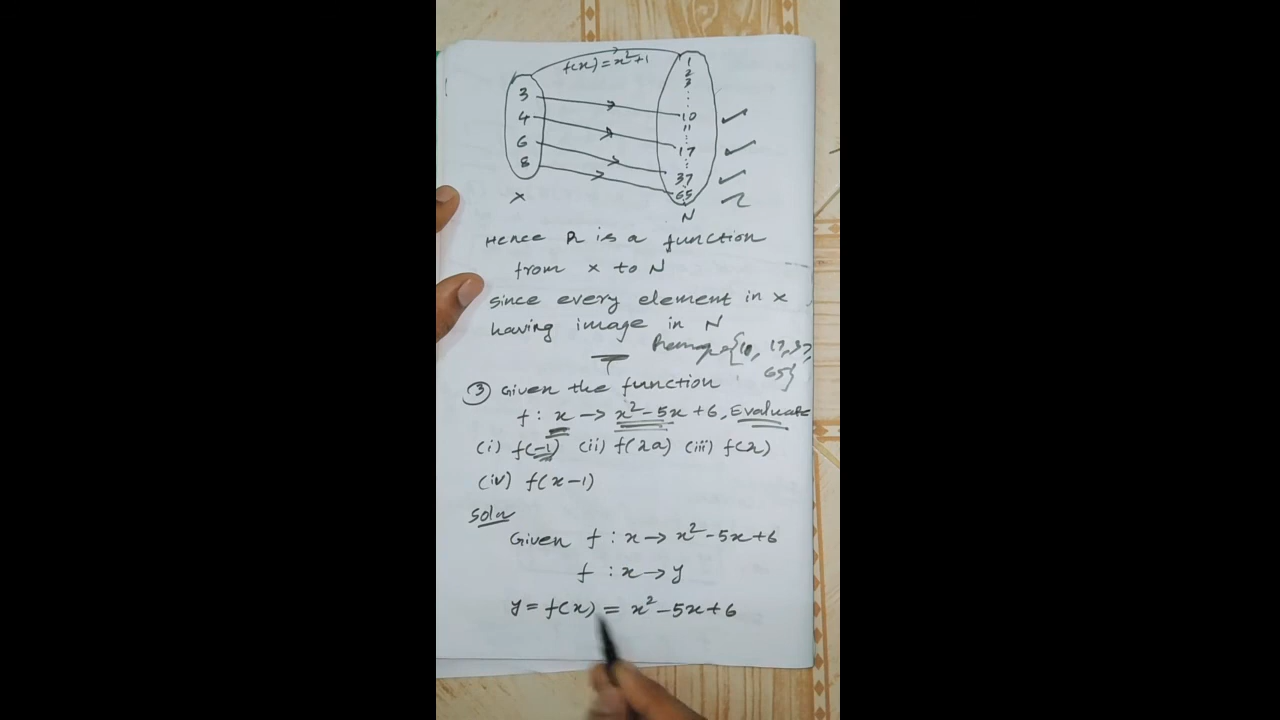 f(x) = x²+1
3
4
6
8
x
1
2
3
⋮
10
11
⋮
17
⋮
37
65
N
Hence R is a function
from x to N
since every element in x
having image in N
Range={10, 17, 37,
65}
③ Given the function
f : x → x²-5x+6, Evaluate
(i) f(-1) (ii) f(2a) (iii) f(2)
(iv) f(x-1)
Soln
Given f : x → x²-5x+6
f : x → y
y = f(x) = x²-5x+6